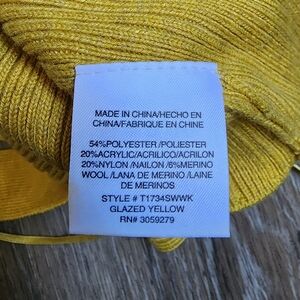 MADE IN CHINA/HECHO EN
CHINA/FABRIQUE EN CHINE
54%POLYESTER/POLIESTER
20%ACRYLIC/ACRILICO/ACRILON
20%NYLON/NAILON/6%MERINO
WOOL/LANA DE MERINO/LAINE
DE MERINOS
STYLE # T1734SWWK
GLAZED YELLOW
RN# 3059279